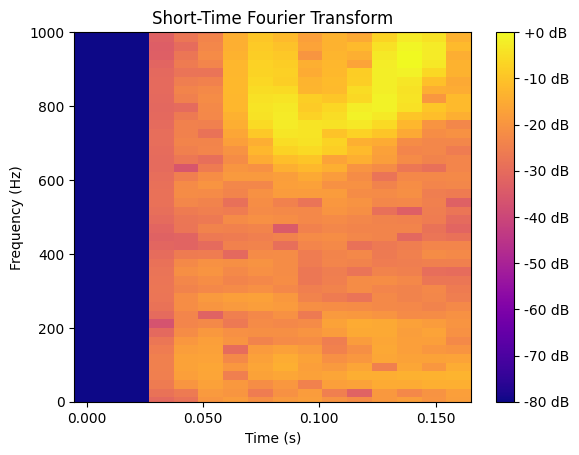 Short-Time Fourier Transform
1000
800
600
400
200
0
Frequency (Hz)
0.000
0.050
0.100
0.150
Time (s)
+0 dB
-10 dB
-20 dB
-30 dB
-40 dB
-50 dB
-60 dB
-70 dB
-80 dB